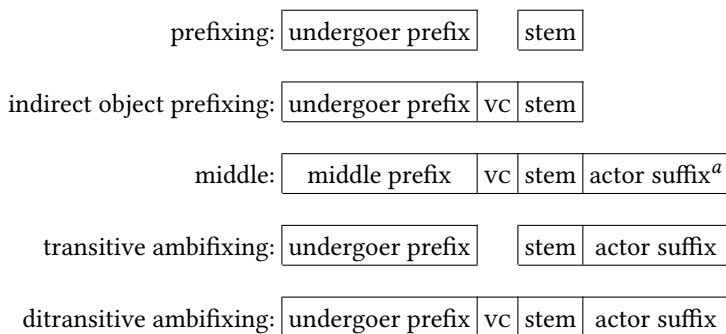 prefixing: undergoer prefix stem
indirect object prefixing: undergoer prefix VC stem
middle: middle prefix VC stem actor suffixᵃ
transitive ambifixing: undergoer prefix stem actor suffix
ditransitive ambifixing: undergoer prefix VC stem actor suffix